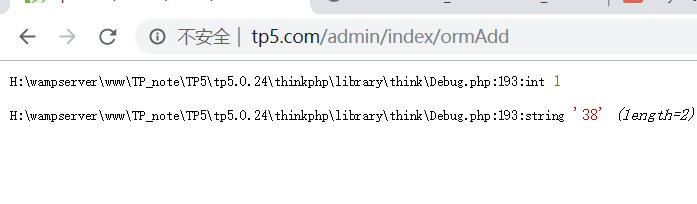 不安全 | tp5.com/admin/index/ormAdd
H:\wampserver\www\TP_note\TP5\tp5.0.24\thinkphp\library\think\Debug.php:193:int 1
H:\wampserver\www\TP_note\TP5\tp5.0.24\thinkphp\library\think\Debug.php:193:string '38' (length=2)